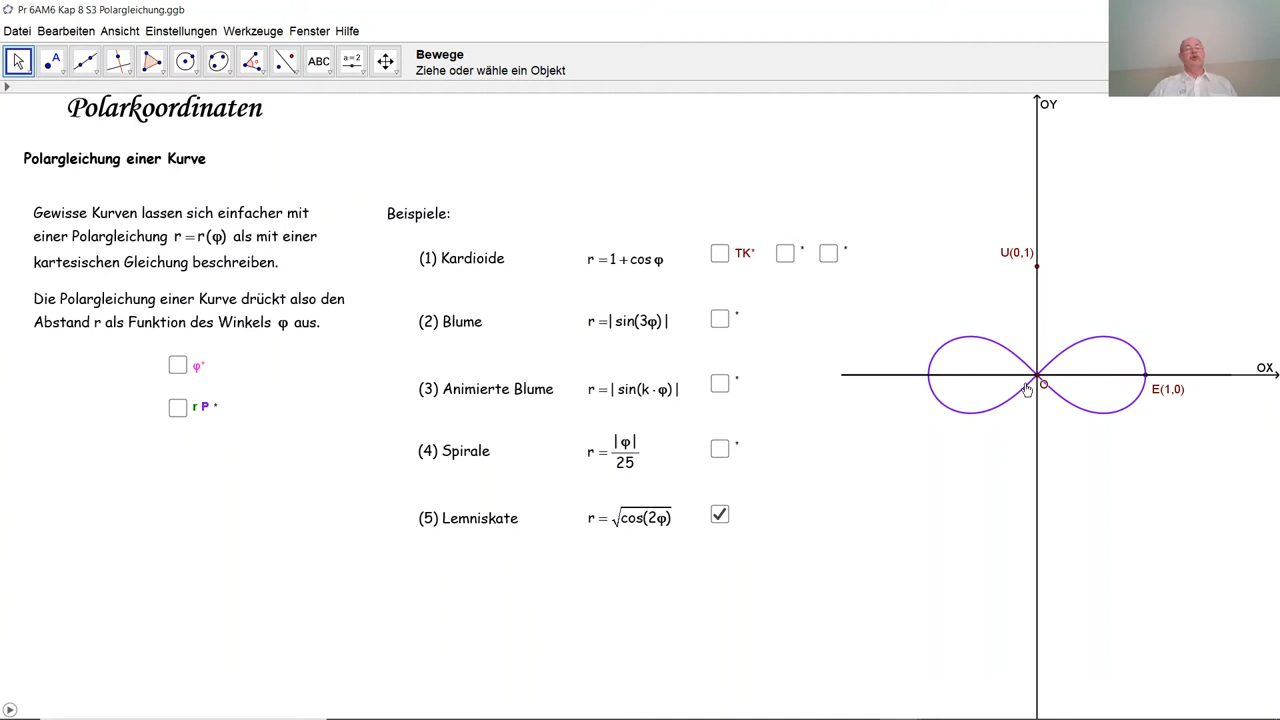 Pr 6AM6 Kap 8 S3 Polargleichung.ggb
Datei Bearbeiten Ansicht Einstellungen Werkzeuge Fenster Hilfe
A
ABC
a=2
Bewege
Ziehe oder wähle ein Objekt
Polarkoordinaten
Polargleichung einer Kurve
Gewisse Kurven lassen sich einfacher mit
einer Polargleichung r=r(φ) als mit einer
kartesischen Gleichung beschreiben.
Die Polargleichung einer Kurve drückt also den
Abstand r als Funktion des Winkels φ aus.
φ*
r P *
Beispiele:
(1) Kardioide r=1+cos φ TK* * *
(2) Blume r=|sin(3φ)| *
(3) Animierte Blume r=|sin(k·φ)| *
(4) Spirale r=|φ|/25 *
(5) Lemniskate r=√cos(2φ)
OY
U(0,1)
OX
O
E(1,0)